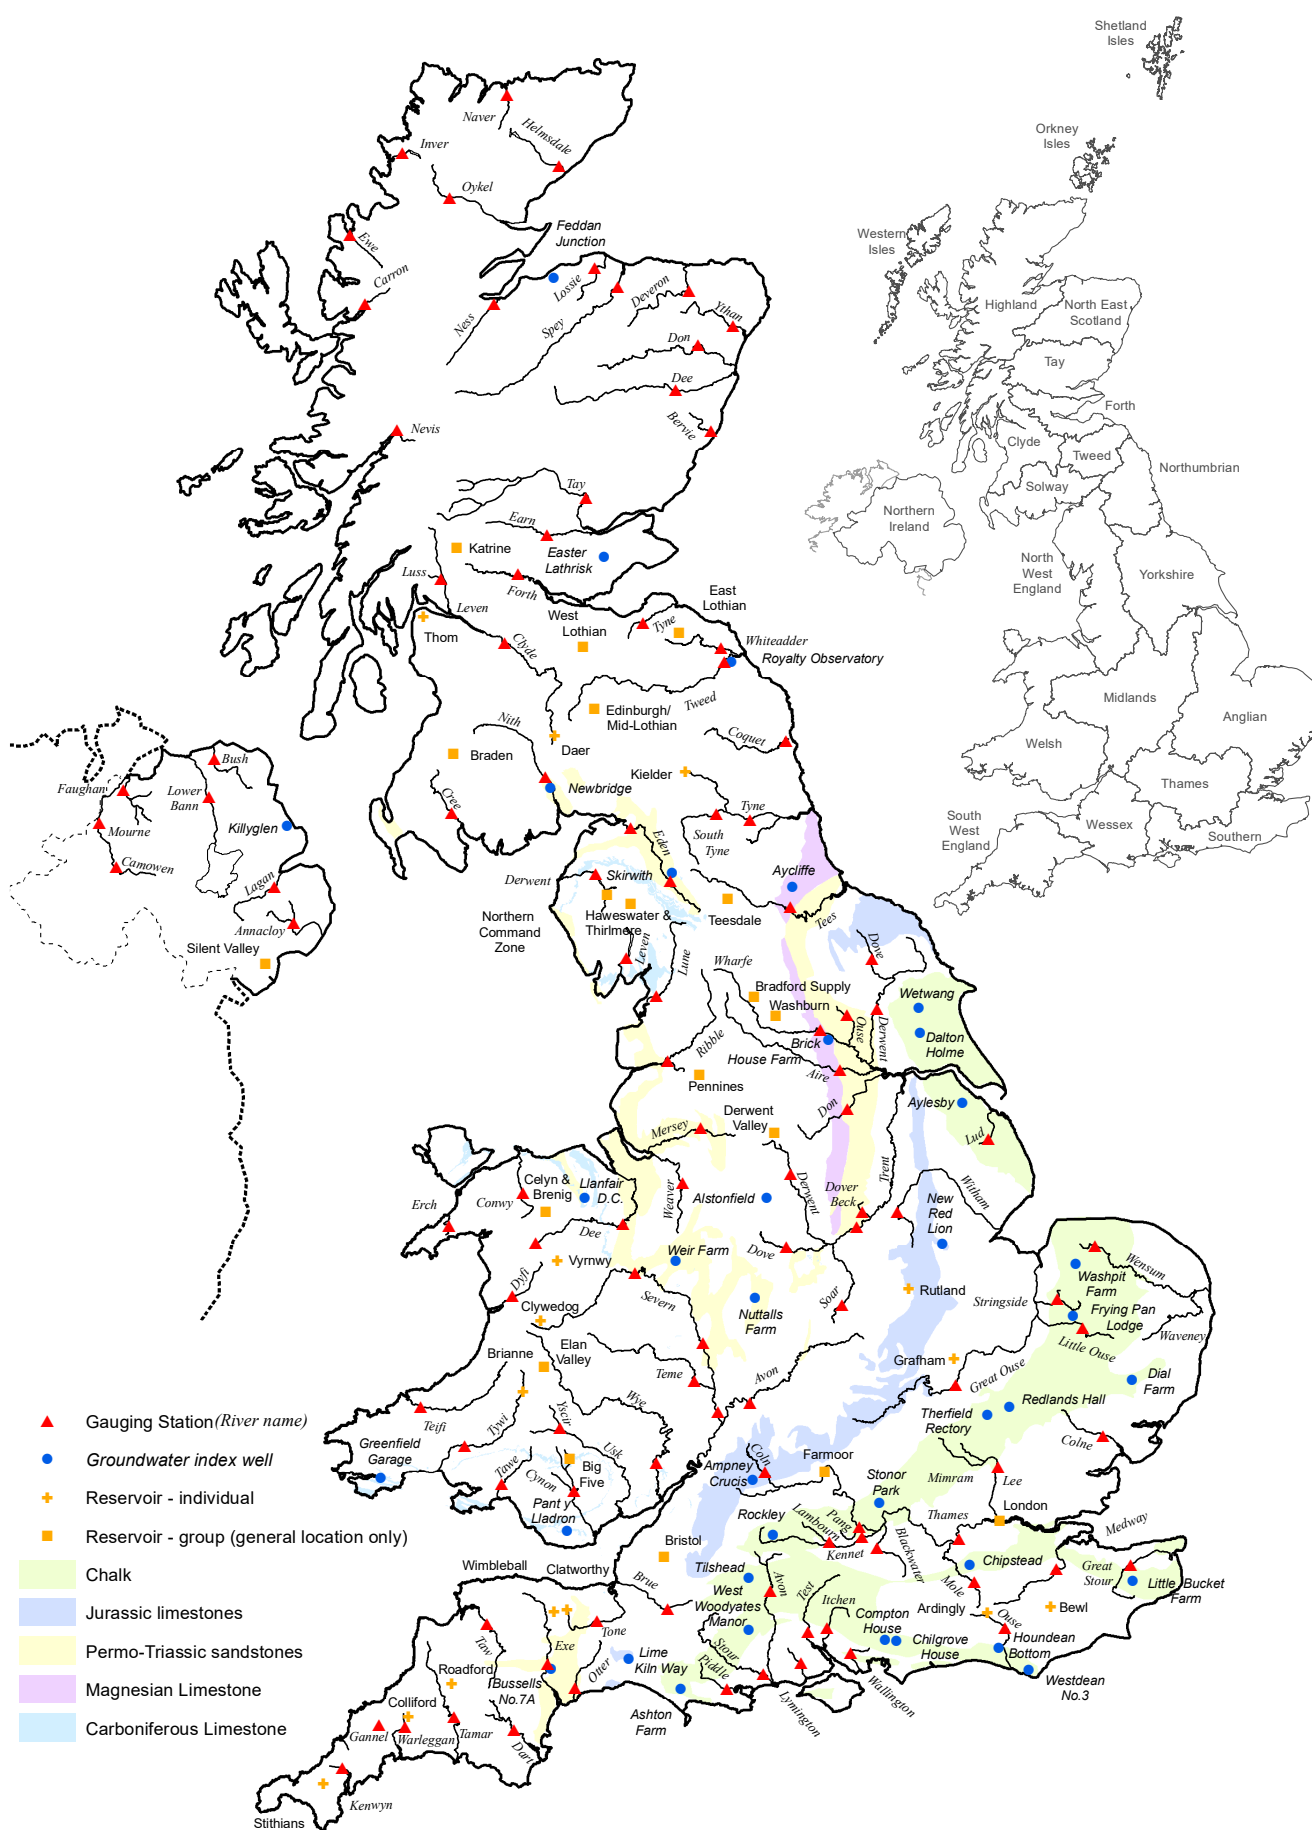 Shetland
Isles
Orkney
Isles
Western
Isles
Highland
North East
Scotland
Tay
Forth
Clyde
Tweed
Northumbrian
Solway
Northern
Ireland
North
West
England
Yorkshire
Midlands
Anglian
Welsh
Thames
South
West
England
Wessex
Southern
Naver
Helmsdale
Inver
Oykel
Ewe
Carron
Feddan
Junction
Lossie
Ness
Spey
Deveron
Ythan
Don
Dee
Bervie
Nevis
Tay
Earn
Katrine
Easter
Lathrisk
Luss
Forth
Leven
Thom
Clyde
West
Lothian
Tyne
East
Lothian
Whiteadder
Royalty Observatory
Tweed
Edinburgh/
Mid-Lothian
Nith
Daer
Braden
Coquet
Kielder
Newbridge
Cree
Tyne
South
Tyne
Bush
Faughan
Lower
Bann
Killyglen
Mourne
Camowen
Lagan
Annacloy
Silent Valley
Eden
Derwent
Skirwith
Aycliffe
Northern
Command
Zone
Haweswater &
Thirlmere
Teesdale
Tees
Leven
Lune
Wharfe
Dove
Bradford Supply
Washburn
Wetwang
Ouse
Derwent
Dalton
Holme
Ribble
Brick
House Farm
Aire
Pennines
Don
Aylesby
Lud
Mersey
Derwent
Valley
Trent
Witham
Celyn &
Brenig
Llanfair
D.C.
Conwy
Erch
Weaver
Alstonfield
Derwent
Dover
Beck
New
Red
Lion
Dee
Dove
Weir Farm
Vyrnwy
Dyfi
Clywedog
Severn
Nuttalls
Farm
Soar
Rutland
Wensum
Washpit
Farm
Stringside
Frying Pan
Lodge
Waveney
Little Ouse
Elan
Valley
Brianne
Teme
Avon
Grafham
Great Ouse
Dial
Farm
Redlands Hall
Therfield
Rectory
Wye
Teifi
Tywi
Yscir
Usk
Colne
Greenfield
Garage
Tawe
Cynon
Big
Five
Pant y
Lladron
Coln
Ampney
Crucis
Farmoor
Stonor
Park
Mimram
Lee
London
Rockley
Lambourn
Pang
Kennet
Blackwater
Thames
Medway
Bristol
Wimbleball
Clatworthy
Tilshead
Chipstead
Great
Stour
Little Bucket
Farm
Brue
West
Woodyates
Manor
Avon
Test
Itchen
Mole
Ardingly
Bewl
Compton
House
Chilgrove
House
Ouse
Houndean
Bottom
Westdean
No.3
Taw
Exe
Tone
Otter
Lime
Kiln Way
Stour
Piddle
Lymington
Wallington
Roadford
Bussells
No.7A
Ashton
Farm
Colliford
Gannel
Warleggan
Tamar
Dart
Kenwyn
Stithians
Gauging Station (River name)
Groundwater index well
Reservoir - individual
Reservoir - group (general location only)
Chalk
Jurassic limestones
Permo-Triassic sandstones
Magnesian Limestone
Carboniferous Limestone